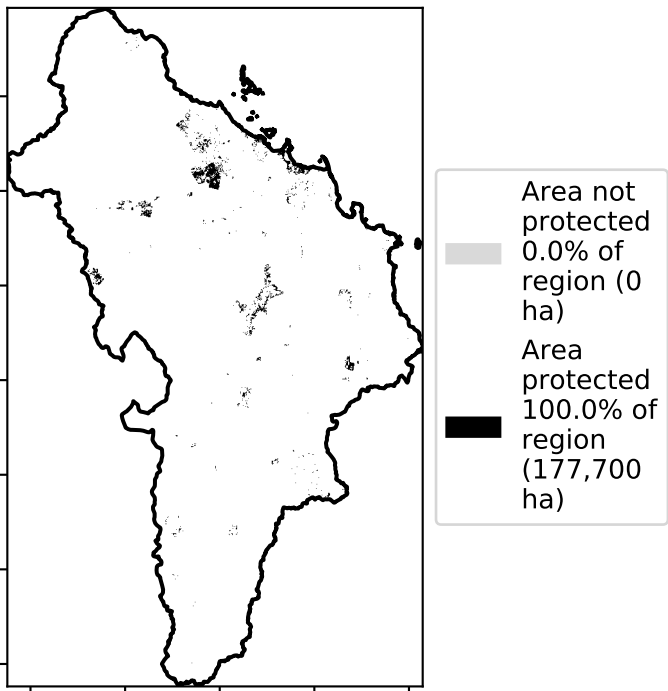 Area not
protected
0.0% of
region (0
ha)
Area
protected
100.0% of
region
(177,700
ha)